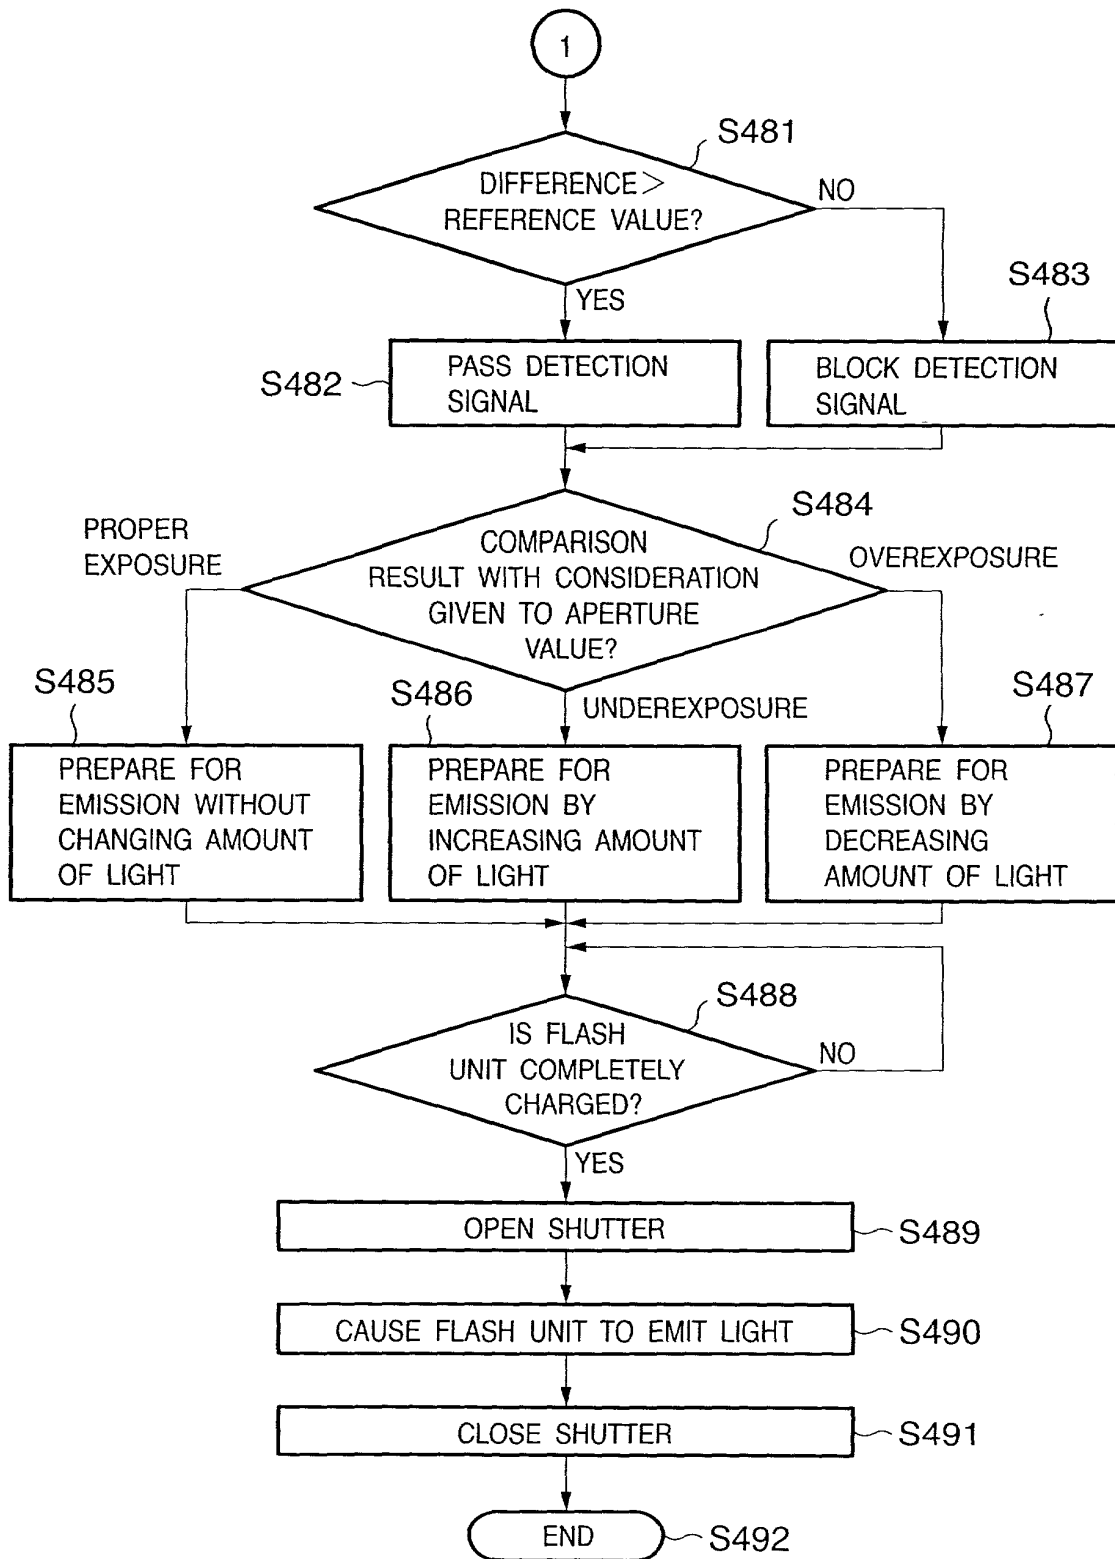 1
S481
DIFFERENCE >
REFERENCE VALUE?
NO
YES
S483
S482
PASS DETECTION
SIGNAL
BLOCK DETECTION
SIGNAL
S484
PROPER
EXPOSURE
COMPARISON
RESULT WITH CONSIDERATION
GIVEN TO APERTURE
VALUE?
OVEREXPOSURE
S485
S486
UNDEREXPOSURE
S487
PREPARE FOR
EMISSION WITHOUT
CHANGING AMOUNT
OF LIGHT
PREPARE FOR
EMISSION BY
INCREASING AMOUNT
OF LIGHT
PREPARE FOR
EMISSION BY
DECREASING
AMOUNT OF LIGHT
S488
IS FLASH
UNIT COMPLETELY
CHARGED?
NO
YES
OPEN SHUTTER
S489
CAUSE FLASH UNIT TO EMIT LIGHT
S490
CLOSE SHUTTER
S491
END
S492